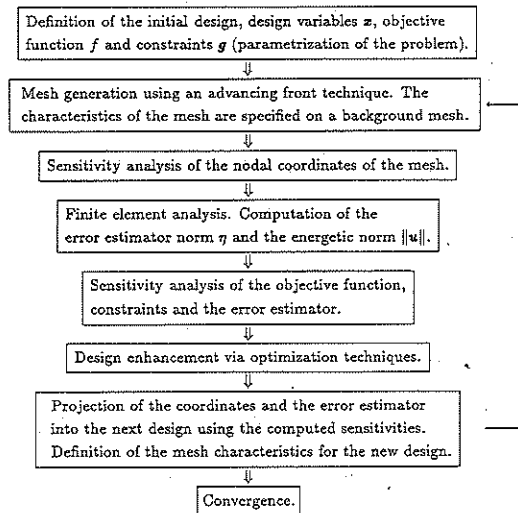 Definition of the initial design, design variables x, objective
function f and constraints g (parametrization of the problem).
⇓
Mesh generation using an advancing front technique. The
characteristics of the mesh are specified on a background mesh.
⇓
Sensitivity analysis of the nodal coordinates of the mesh.
⇓
Finite element analysis. Computation of the
error estimator norm η and the energetic norm ‖u‖.
⇓
Sensitivity analysis of the objective function,
constraints and the error estimator.
⇓
Design enhancement via optimization techniques.
⇓
Projection of the coordinates and the error estimator
into the next design using the computed sensitivities.
Definition of the mesh characteristics for the new design.
⇓
Convergence.